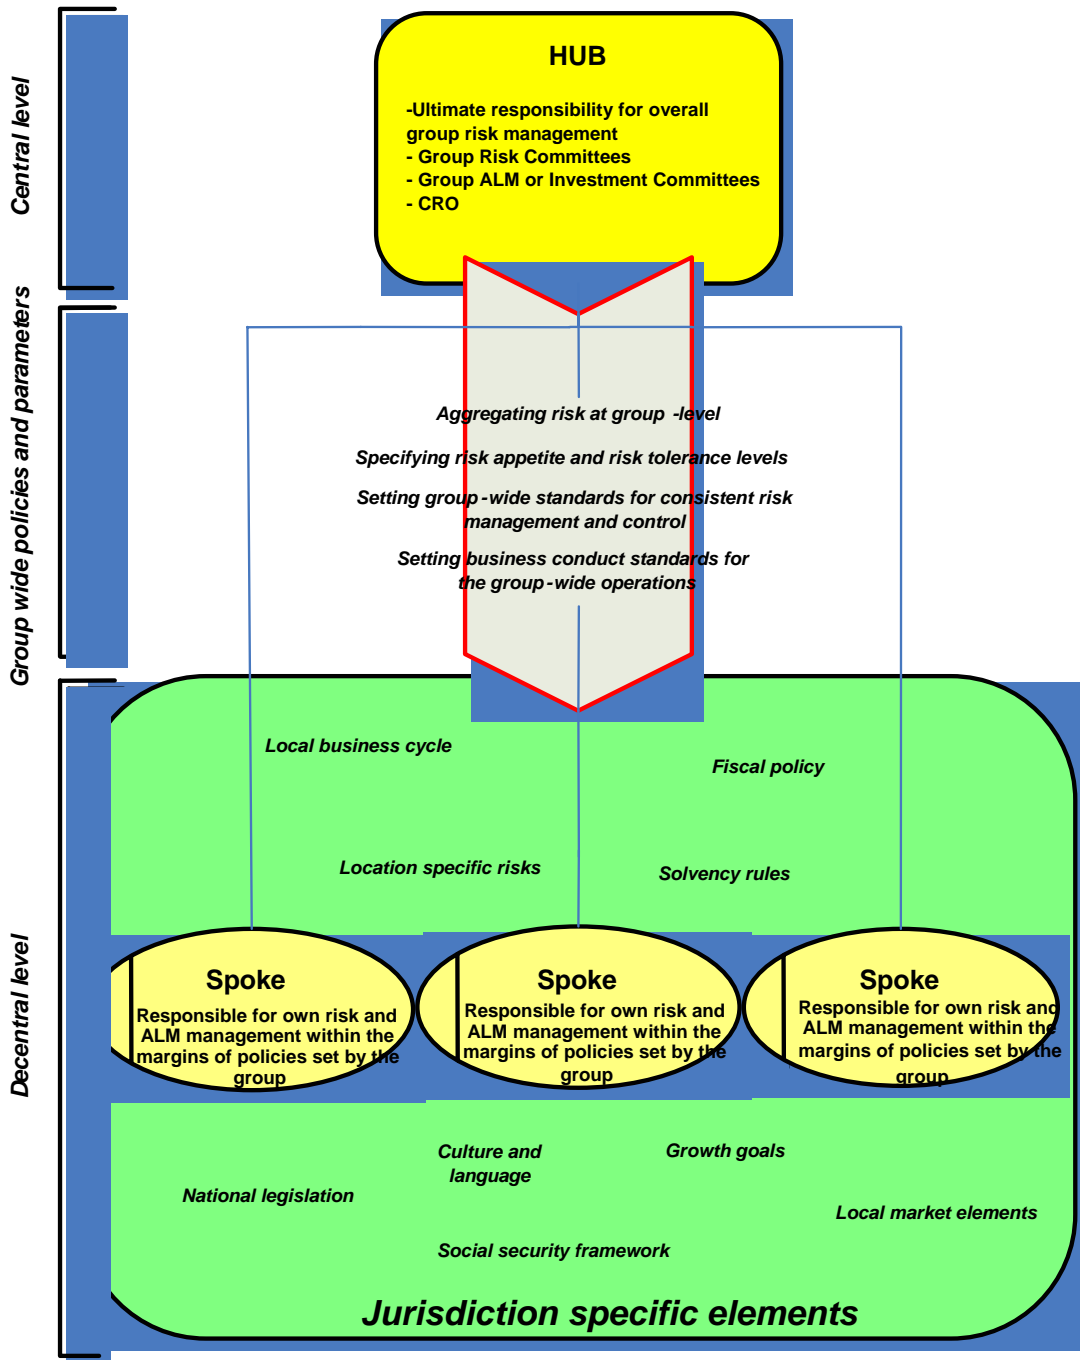 Central level
HUB
-Ultimate responsibility for overall
group risk management
- Group Risk Committees
- Group ALM or Investment Committees
- CRO
Group wide policies and parameters
Aggregating risk at group -level
Specifying risk appetite and risk tolerance levels
Setting group-wide standards for consistent risk
management and control
Setting business conduct standards for
the group-wide operations
Decentral level
Local business cycle
Fiscal policy
Location specific risks
Solvency rules
Spoke
Responsible for own risk and
ALM management within the
margins of policies set by the
group
Spoke
Responsible for own risk and
ALM management within the
margins of policies set by the
group
Spoke
Responsible for own risk and
ALM management within the
margins of policies set by the
group
Culture and
language
Growth goals
National legislation
Local market elements
Social security framework
Jurisdiction specific elements